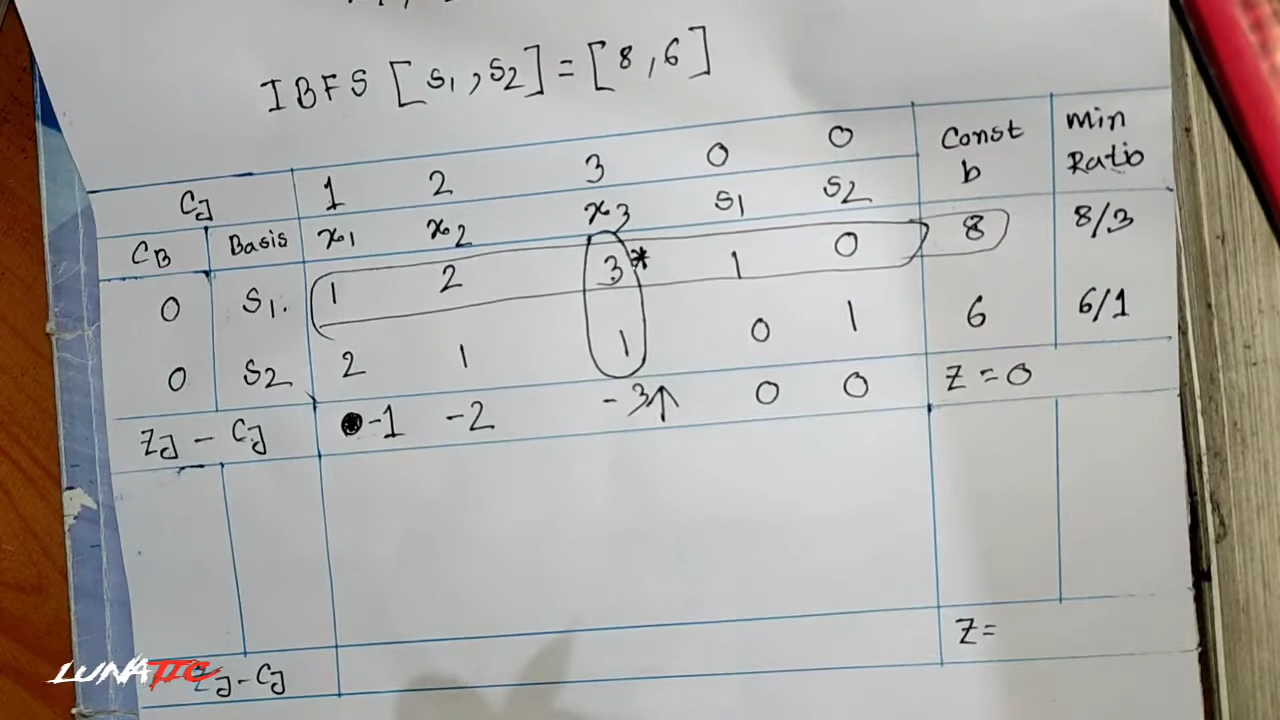 IBFS [s1, s2] = [8, 6]
CJ 1 2 3 0 0 Const b Min Ratio
CB Basis x1 x2 x3 s1 s2
0 s1. 1 2 3* 1 0 8 8/3
0 s2 2 1 1 0 1 6 6/1
ZJ - CJ -1 -2 -3↑ 0 0 Z = 0
ZJ - CJ Z =
LUNATIC